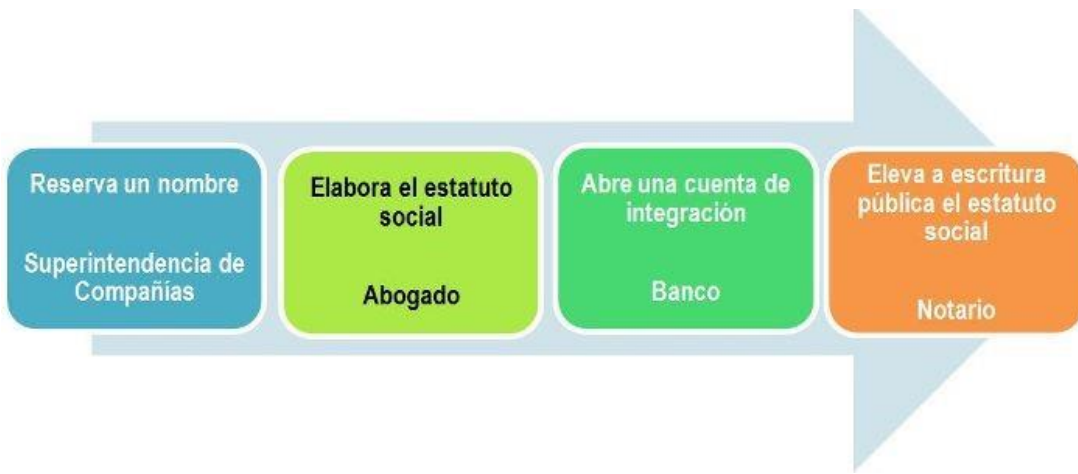 Reserva un nombre
Superintendencia de
Compañías
Elabora el estatuto
social
Abogado
Abre una cuenta de
integración
Banco
Eleva a escritura
pública el estatuto
social
Notario